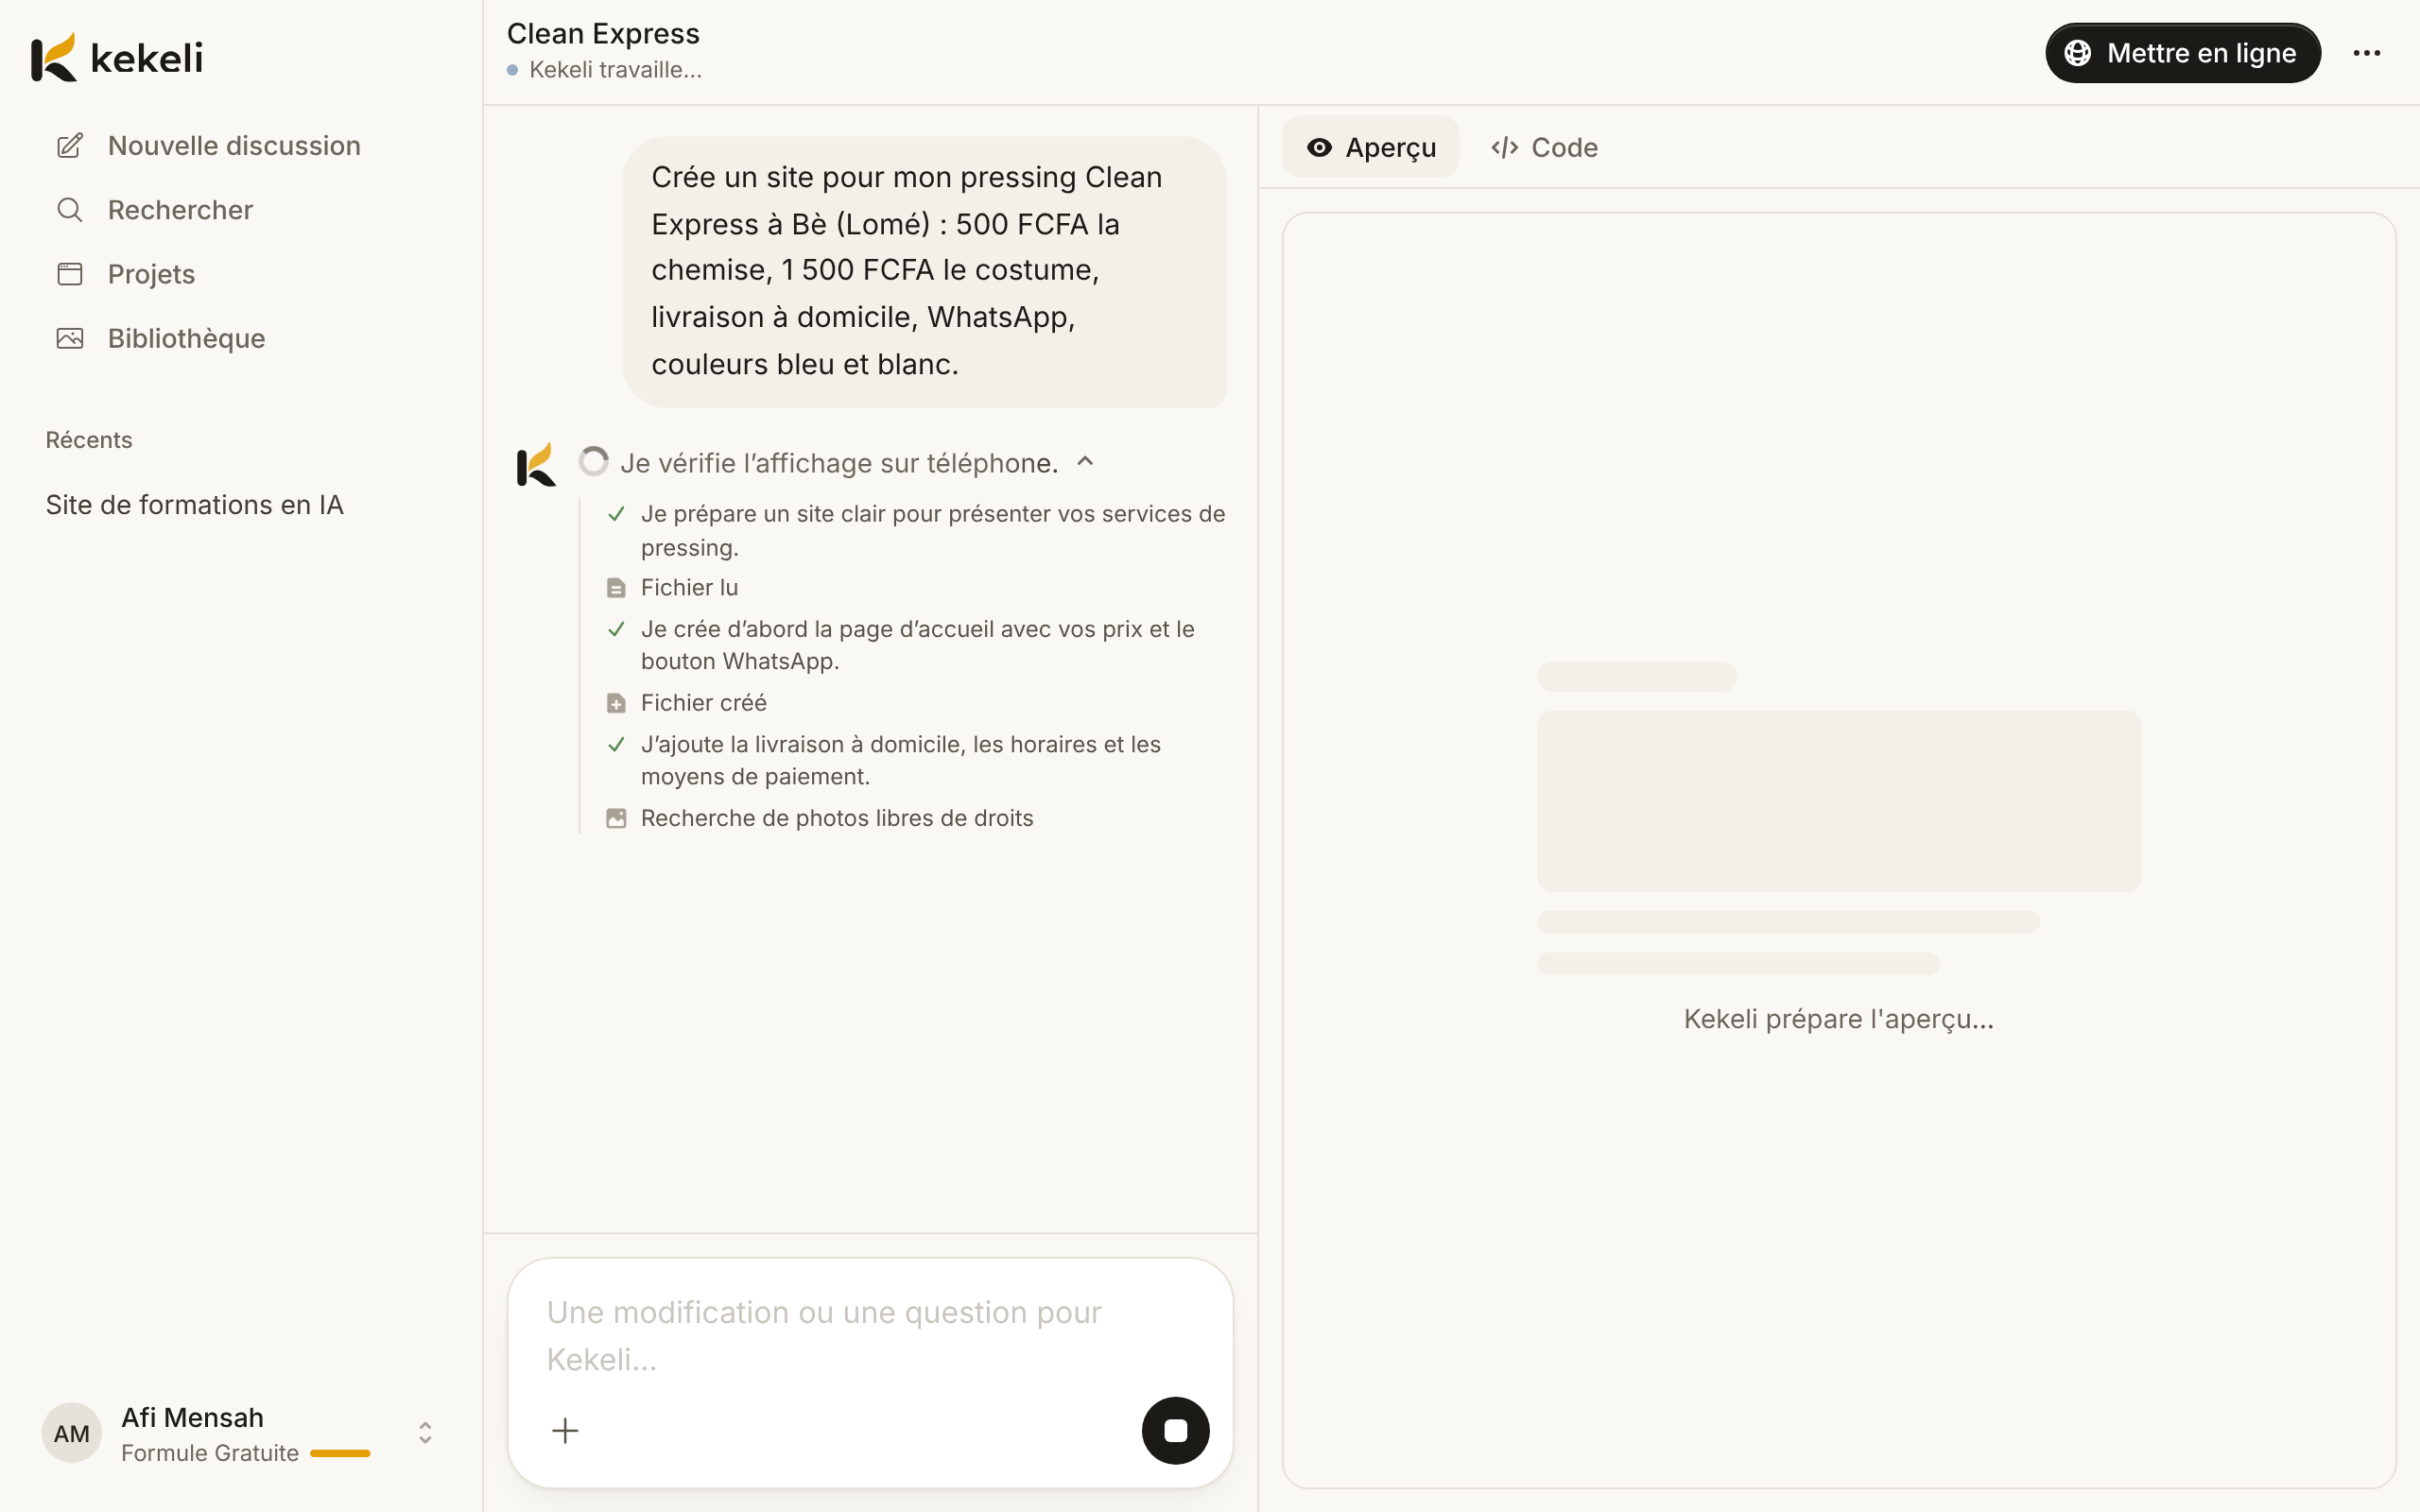 kekeli
Nouvelle discussion
Rechercher
Projets
Bibliothèque
Récents
Site de formations en IA
AM
Afi Mensah
Formule Gratuite
Clean Express
Kekeli travaille...
Mettre en ligne
Crée un site pour mon pressing Clean
Express à Bè (Lomé) : 500 FCFA la
chemise, 1 500 FCFA le costume,
livraison à domicile, WhatsApp,
couleurs bleu et blanc.
Je vérifie l’affichage sur téléphone.
Je prépare un site clair pour présenter vos services de
pressing.
Fichier lu
Je crée d’abord la page d’accueil avec vos prix et le
bouton WhatsApp.
Fichier créé
J’ajoute la livraison à domicile, les horaires et les
moyens de paiement.
Recherche de photos libres de droits
Une modification ou une question pour
Kekeli...
Aperçu
Code
Kekeli prépare l'aperçu...